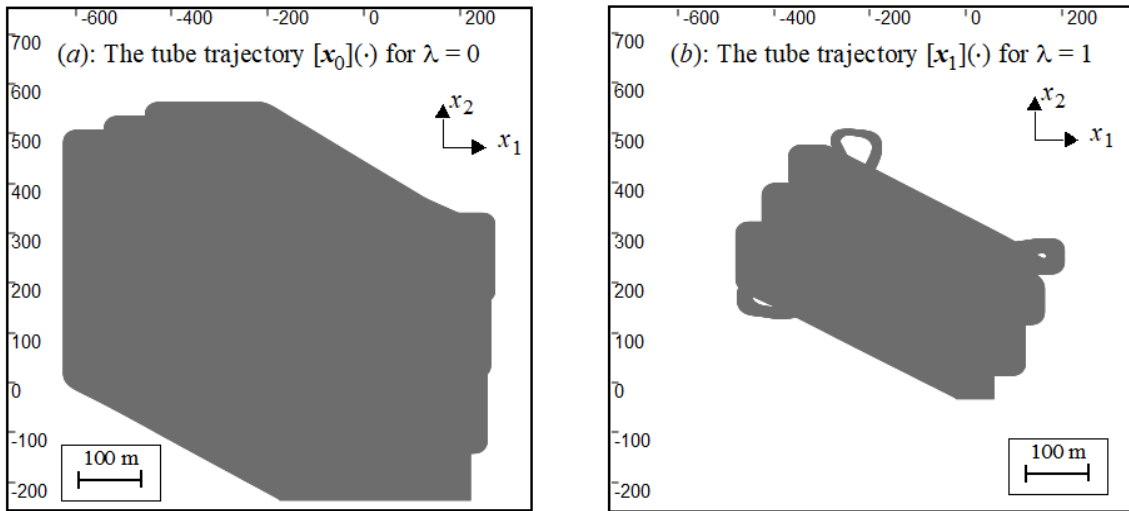 -600 -400 -200 0 200
700
(a): The tube trajectory [x₀](·) for λ = 0
600
x₂
500
x₁
400
300
200
100
0
-100
100 m
-200
-600 -400 -200 0 200
700
(b): The tube trajectory [x₁](·) for λ = 1
600
x₂
500
x₁
400
300
200
100
0
-100
100 m
-200